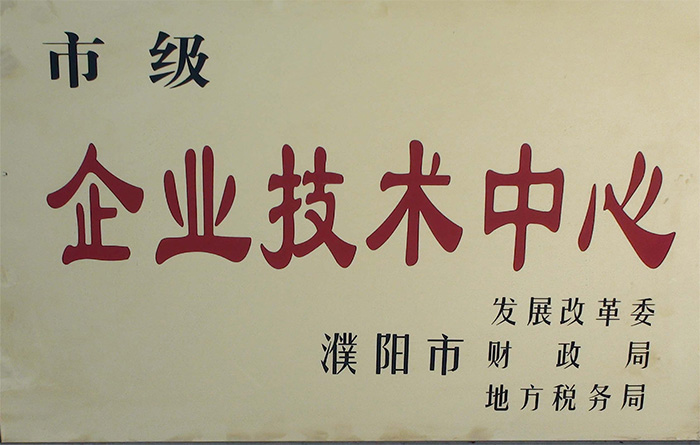 市级
企业技术中心
发展改革委
濮阳市 财政局
地方税务局